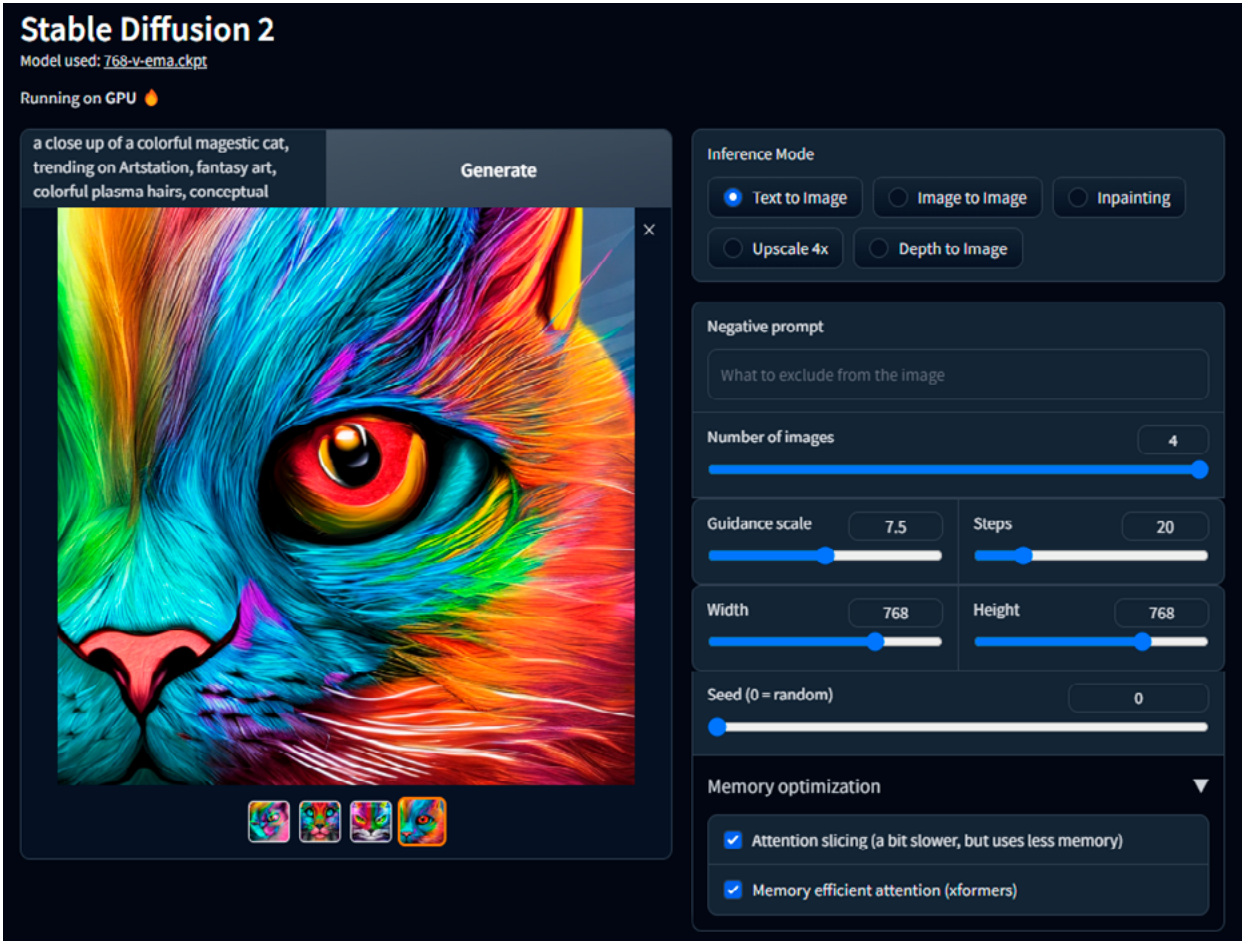 Stable Diffusion 2
Model used: 768-v-ema.ckpt
Running on GPU 🔥
a close up of a colorful magestic cat,
trending on Artstation, fantasy art,
colorful plasma hairs, conceptual
Generate
Inference Mode
Text to Image
Image to Image
Inpainting
Upscale 4x
Depth to Image
Negative prompt
What to exclude from the image
Number of images
4
Guidance scale
7.5
Steps
20
Width
768
Height
768
Seed (0 = random)
0
Memory optimization
Attention slicing (a bit slower, but uses less memory)
Memory efficient attention (xformers)